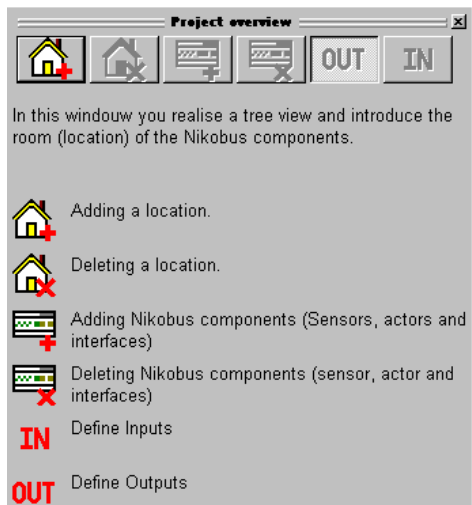 Project overview
OUT IN
In this windouw you realise a tree view and introduce the
room (location) of the Nikobus components.
Adding a location.
Deleting a location.
Adding Nikobus components (Sensors, actors and
interfaces)
Deleting Nikobus components (sensor, actor and
interfaces)
IN Define Inputs
OUT Define Outputs